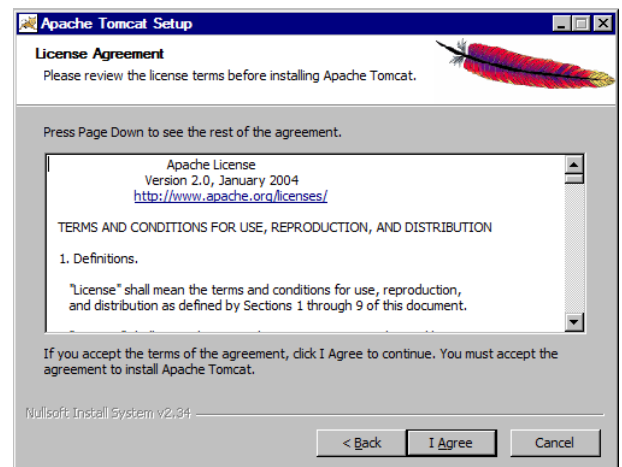 Apache Tomcat Setup
License Agreement
Please review the license terms before installing Apache Tomcat.
Press Page Down to see the rest of the agreement.
Apache License
Version 2.0, January 2004
http://www.apache.org/licenses/
TERMS AND CONDITIONS FOR USE, REPRODUCTION, AND DISTRIBUTION
1. Definitions.
"License" shall mean the terms and conditions for use, reproduction,
and distribution as defined by Sections 1 through 9 of this document.
If you accept the terms of the agreement, click I Agree to continue. You must accept the
agreement to install Apache Tomcat.
Nullsoft Install System v2.34
< Back I Agree Cancel